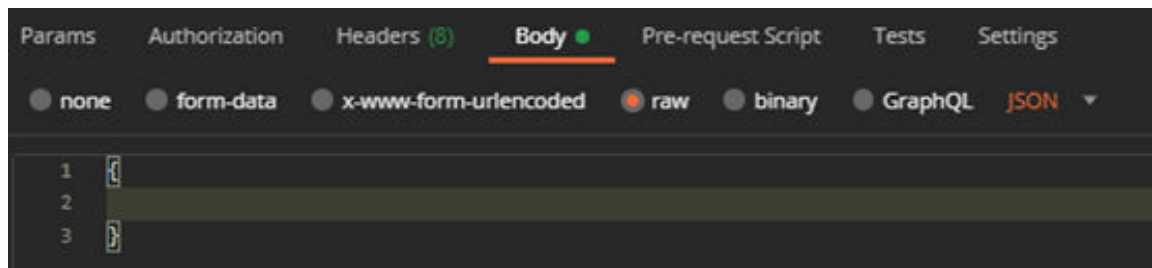 Params Authorization Headers (8) Body Pre-request Script Tests Settings
none form-data x-www-form-urlencoded raw binary GraphQL JSON
1 {
2
3 }